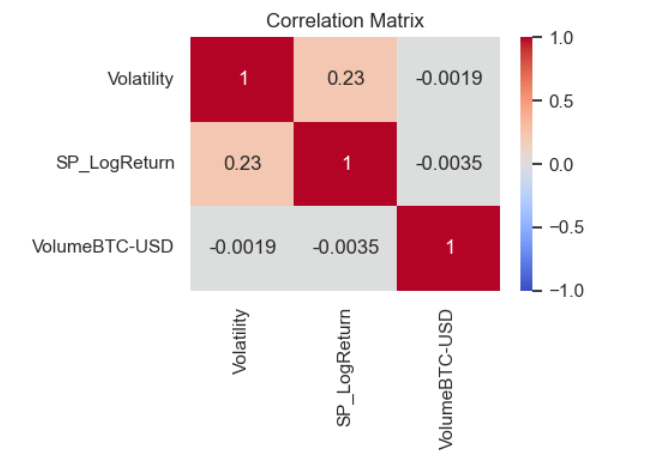 Correlation Matrix
Volatility 1 0.23 -0.0019
SP_LogReturn 0.23 1 -0.0035
VolumeBTC-USD -0.0019 -0.0035 1
Volatility SP_LogReturn VolumeBTC-USD
1.0
0.5
0.0
−0.5
−1.0